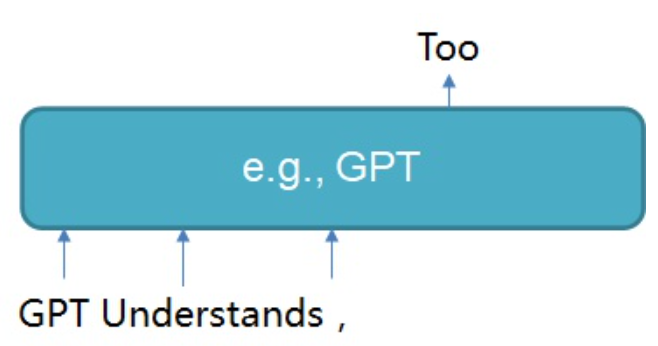 Too
e.g., GPT
GPT Understands ,